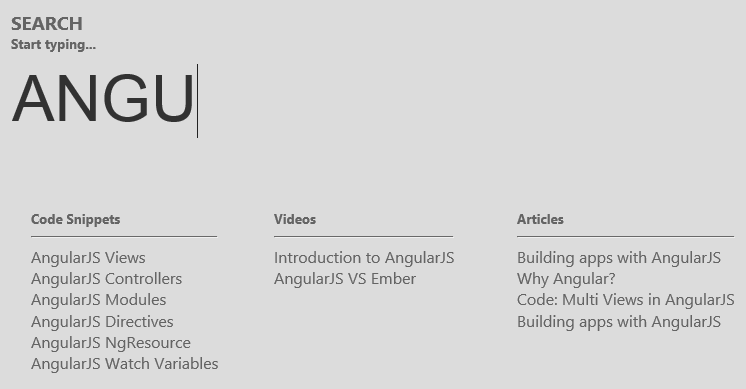 SEARCH
Start typing...
ANGU
Code Snippets
AngularJS Views
AngularJS Controllers
AngularJS Modules
AngularJS Directives
AngularJS NgResource
AngularJS Watch Variables
Videos
Introduction to AngularJS
AngularJS VS Ember
Articles
Building apps with AngularJS
Why Angular?
Code: Multi Views in AngularJS
Building apps with AngularJS